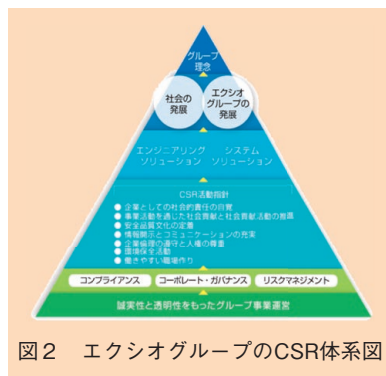 グループ
理念
社会の
発展
エクシオ
グループの
発展
エンジニアリング
ソリューション
システム
ソリューション
CSR活動指針
● 企業としての社会的責任の自覚
● 事業活動を通じた社会貢献と社会貢献活動の推進
● 安全品質文化の定着
● 情報開示とコミュニケーションの充実
● 企業倫理の遵守と人権の尊重
● 環境保全活動
● 働きやすい職場作り
コンプライアンス
コーポレート・ガバナンス
リスクマネジメント
誠実性と透明性をもったグループ事業運営
図2 エクシオグループのCSR体系図